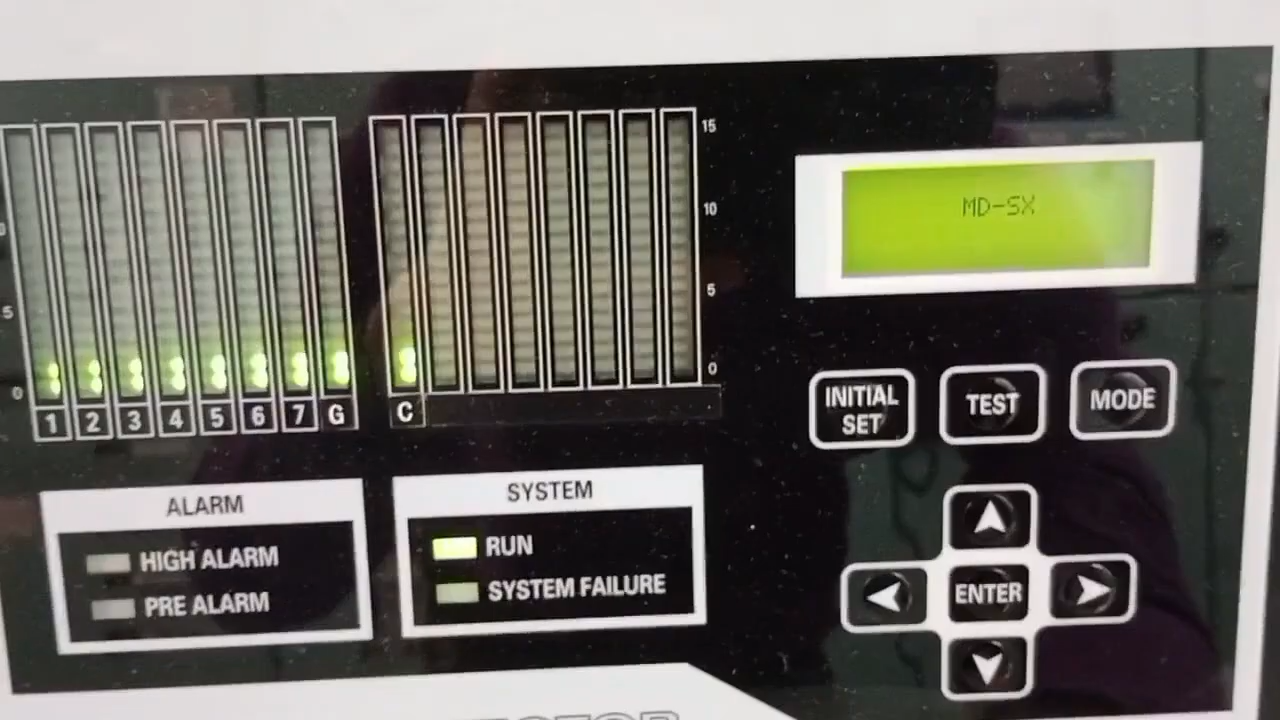 15
10
5
0
5
0
1 2 3 4 5 6 7 G
C
MD-SX
INITIAL SET
TEST
MODE
ALARM
HIGH ALARM
PRE ALARM
SYSTEM
RUN
SYSTEM FAILURE
ENTER